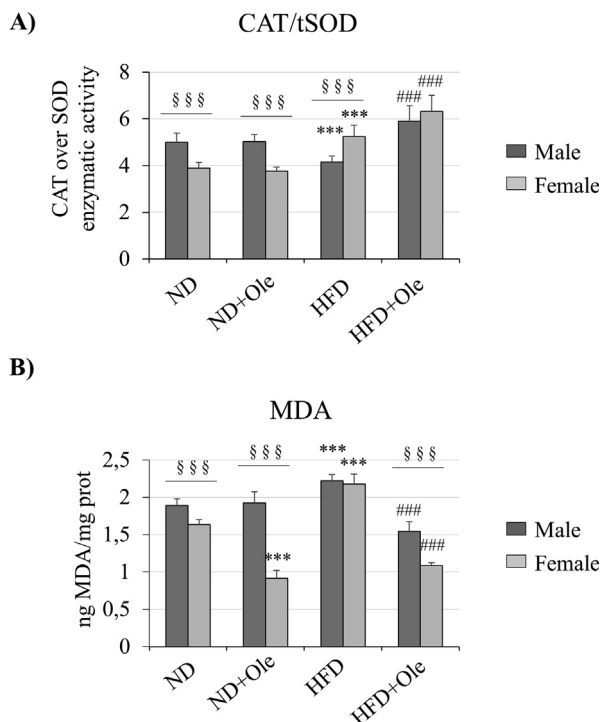 A)
CAT/tSOD
CAT over SOD
enzymatic activity
8
6
4
2
0
§ § §
§ § §
§ § §
***
***
###
###
ND
ND+Ole
HFD
HFD+Ole
Male
Female
B)
MDA
ng MDA/mg prot
2,5
2
1,5
1
0,5
0
§ § §
§ § §
***
***
***
§ § §
###
###
ND
ND+Ole
HFD
HFD+Ole
Male
Female